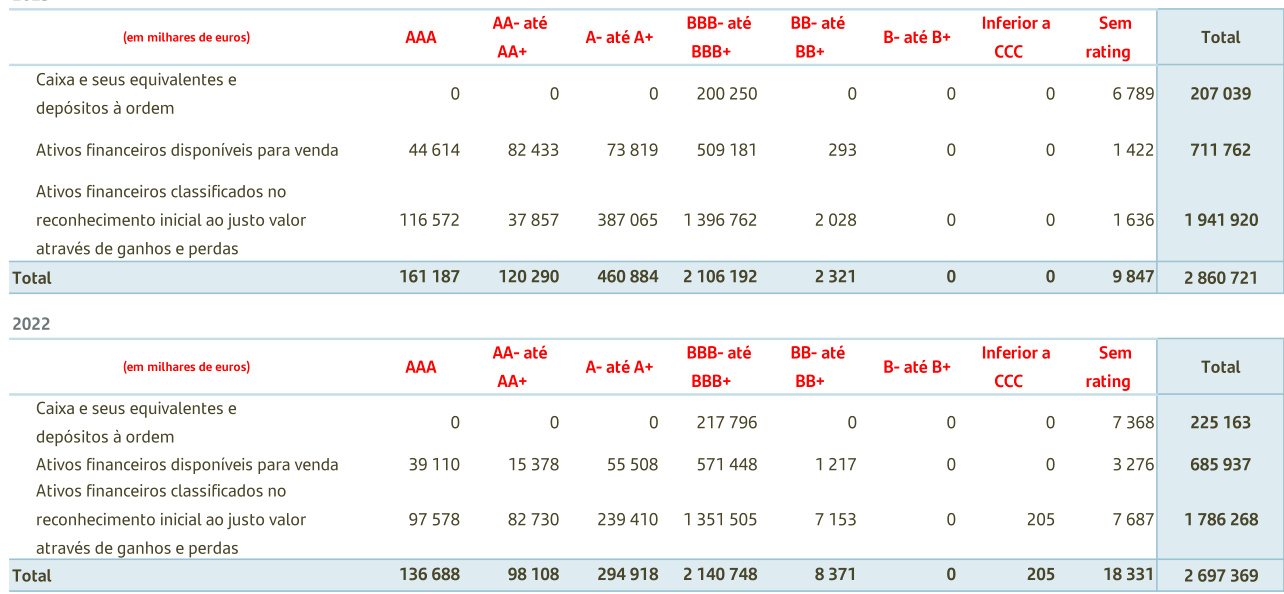 (em milhares de euros) AAA AA- até AA+ A- até A+ BBB- até BBB+ BB- até BB+ B- até B+ Inferior a CCC Sem rating Total
Caixa e seus equivalentes e
depósitos à ordem 0 0 0 200 250 0 0 0 6 789 207 039
Ativos financeiros disponíveis para venda 44 614 82 433 73 819 509 181 293 0 0 1 422 711 762
Ativos financeiros classificados no
reconhecimento inicial ao justo valor 116 572 37 857 387 065 1 396 762 2 028 0 0 1 636 1 941 920
através de ganhos e perdas
Total 161 187 120 290 460 884 2 106 192 2 321 0 0 9 847 2 860 721
2022
(em milhares de euros) AAA AA- até AA+ A- até A+ BBB- até BBB+ BB- até BB+ B- até B+ Inferior a CCC Sem rating Total
Caixa e seus equivalentes e
depósitos à ordem 0 0 0 217 796 0 0 0 7 368 225 163
Ativos financeiros disponíveis para venda 39 110 15 378 55 508 571 448 1 217 0 0 3 276 685 937
Ativos financeiros classificados no
reconhecimento inicial ao justo valor 97 578 82 730 239 410 1 351 505 7 153 0 205 7 687 1 786 268
através de ganhos e perdas
Total 136 688 98 108 294 918 2 140 748 8 371 0 205 18 331 2 697 369